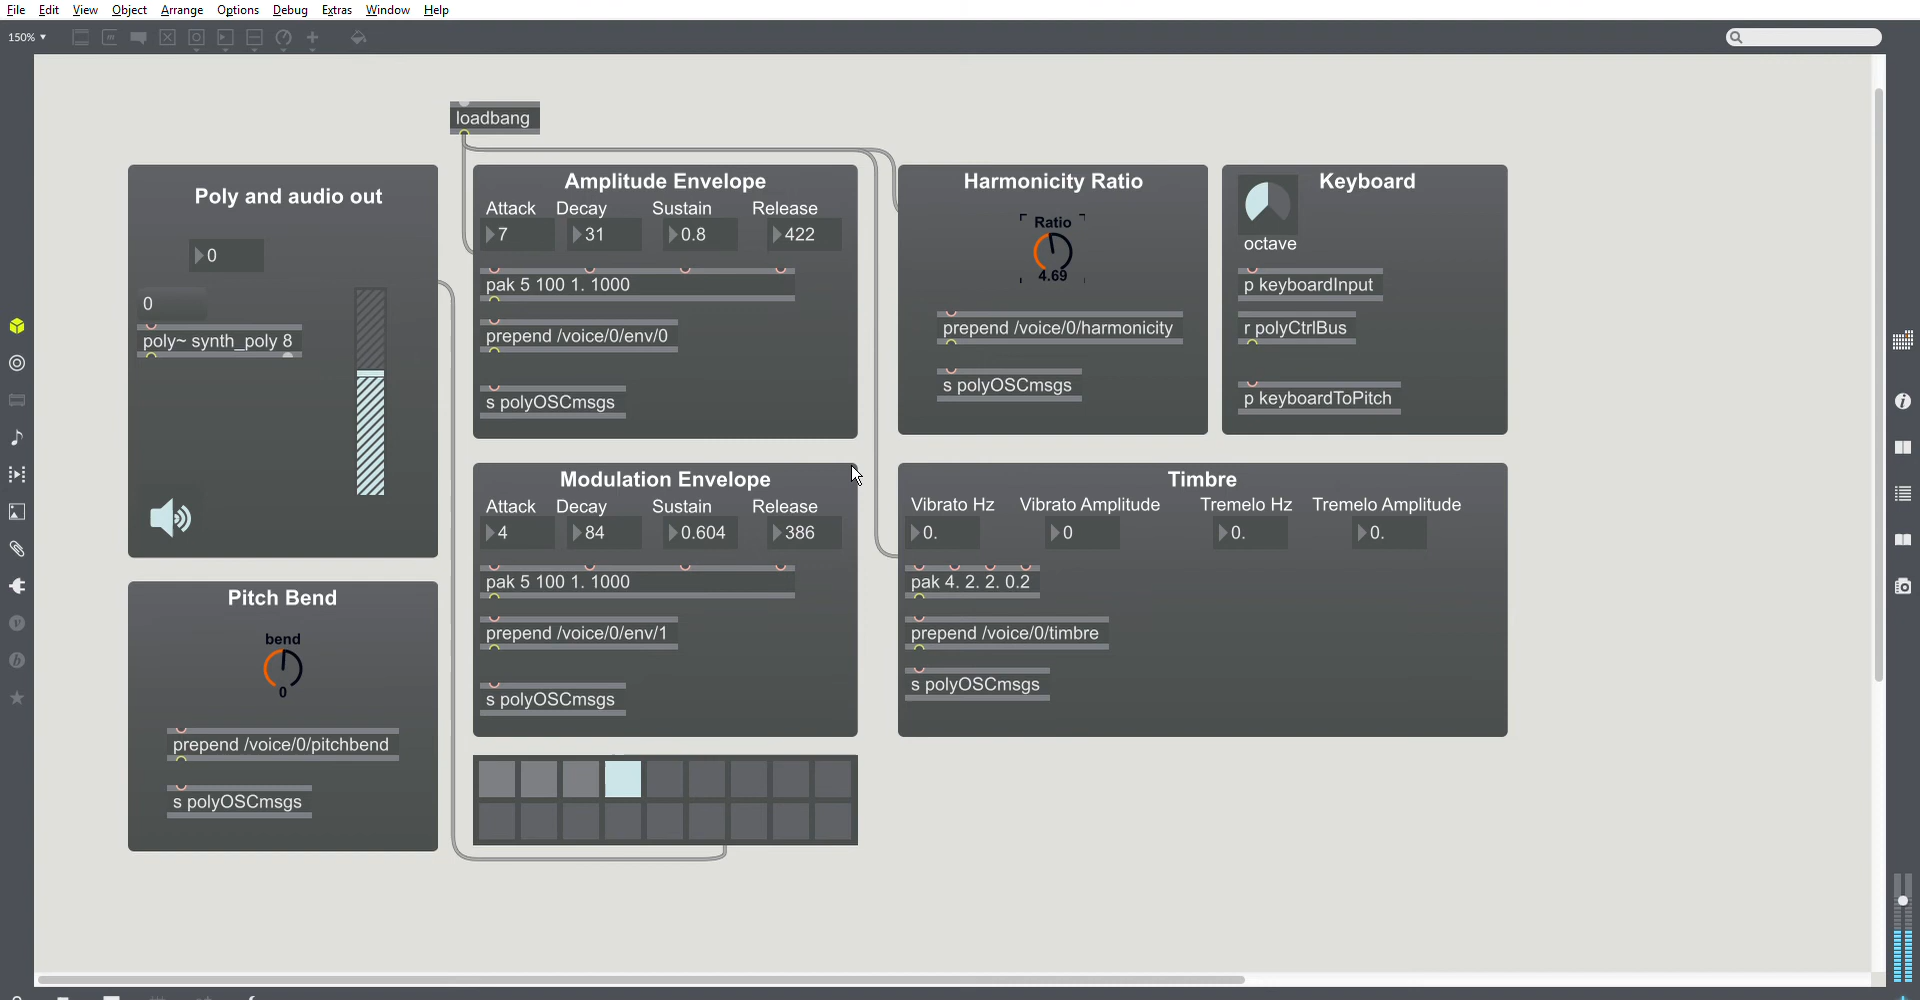 File Edit View Object Arrange Options Debug Extras Window Help
150%
loadbang
Poly and audio out
0
0
poly~ synth_poly 8
Pitch Bend
bend
0
prepend /voice/0/pitchbend
s polyOSCmsgs
Amplitude Envelope
Attack Decay Sustain Release
7 31 0.8 422
pak 5 100 1. 1000
prepend /voice/0/env/0
s polyOSCmsgs
Modulation Envelope
Attack Decay Sustain Release
4 84 0.604 386
pak 5 100 1. 1000
prepend /voice/0/env/1
s polyOSCmsgs
Harmonicity Ratio
Ratio
4.69
prepend /voice/0/harmonicity
s polyOSCmsgs
Keyboard
octave
p keyboardInput
r polyCtrlBus
p keyboardToPitch
Timbre
Vibrato Hz Vibrato Amplitude Tremelo Hz Tremelo Amplitude
0. 0 0. 0.
pak 4. 2. 2. 0.2
prepend /voice/0/timbre
s polyOSCmsgs